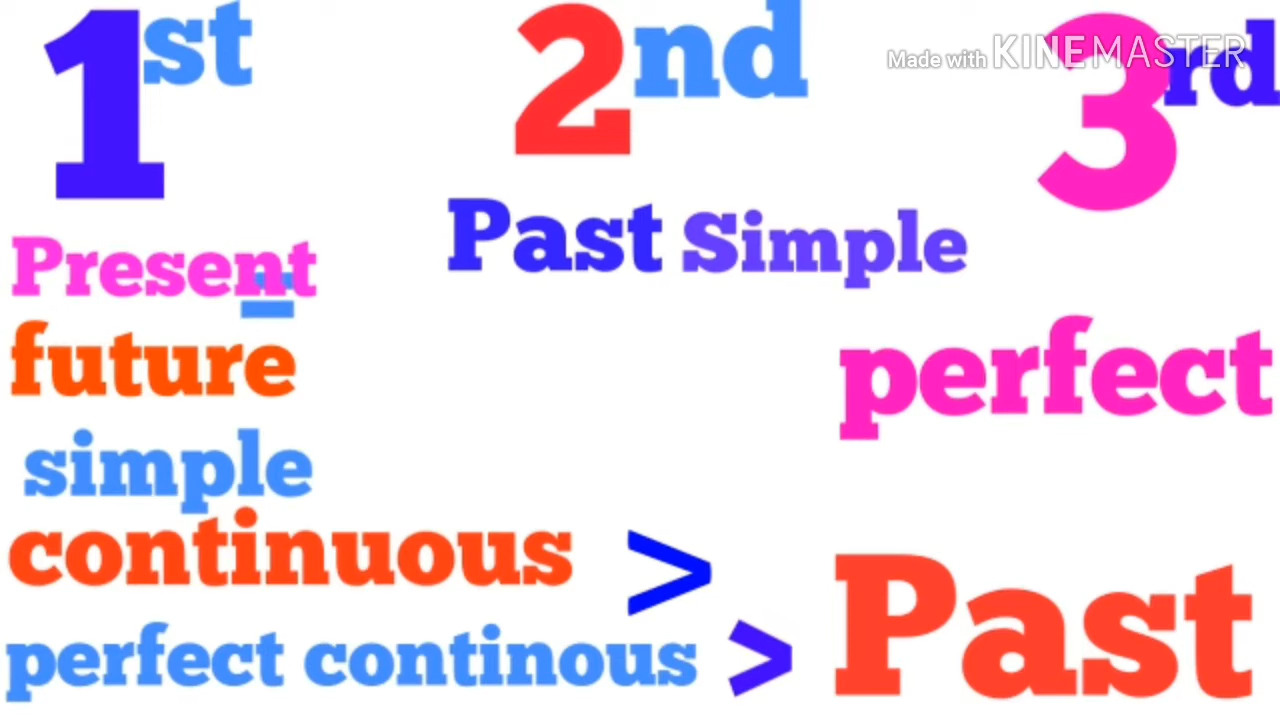 1st
2nd
3rd
Made with KINEMASTER
Present
=
Past Simple
future
perfect
simple
continuous >
perfect continous >
Past